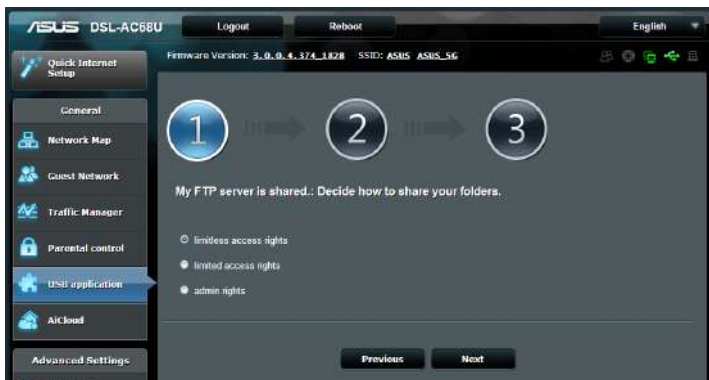 ASUS DSL-AC68U
Logout
Reboot
English
Quick Internet
Setup
Firmware Version: 3.0.0.4.374_1828 SSID: ASUS ASUS_5G
General
Network Map
Guest Network
Traffic Manager
Parental control
USB application
AiCloud
Advanced Settings
1
2
3
My FTP server is shared.: Decide how to share your folders.
limitless access rights
limited access rights
admin rights
Previous
Next